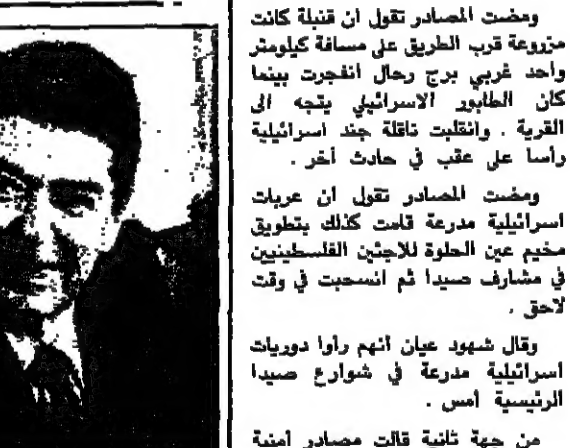 ومضت المصادر تقول ان قنبلة كانت
مزروعة قرب الطريق على مسافة كيلومتر
واحد غربي برج رحال انفجرت بينما
كان الطابور الاسرائيلي يتجه الى
القرية . وانقلبت ناقلة جند اسرائيلية
رأسا على عقب في حادث آخر .
ومضت المصادر تقول ان عربات
اسرائيلية مدرعة قامت كذلك بتطويق
مخيم عين الحلوة للاجئين الفلسطينيين
في مشارف صيدا ثم انسحبت في وقت
لاحق .
وقال شهود عيان انهم راوا دوريات
اسرائيلية مدرعة في شوارع صيدا
الرئيسية أمس .
من جهة ثانية قالت مصادر أمنية